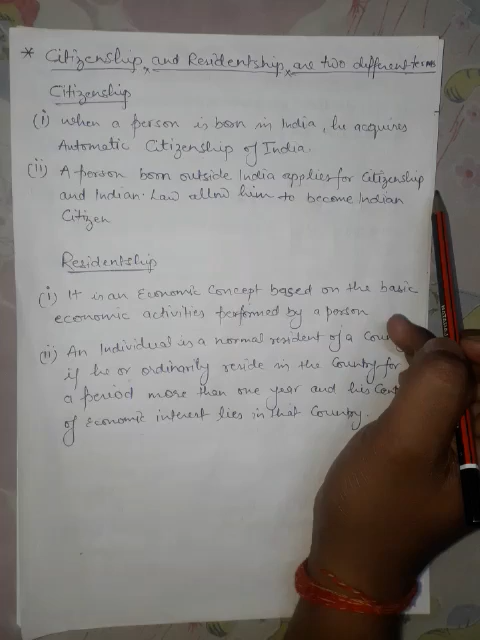 * Citizenship, and Residentship, are two different terms
Citizenship
(i) when a person is born in India, he acquires
Automatic Citizenship of India.
(ii) A person born outside India applies for Citizenship
and Indian. Law allow him to become Indian
Citizen
Residentship
(i) It is an Economic Concept based on the basic
economic activities performed by a person
(ii) An Individual is a normal resident of a
if he or ordinarily reside in the Country for
a period more than one year and his
of Economic interest lies in that Country.